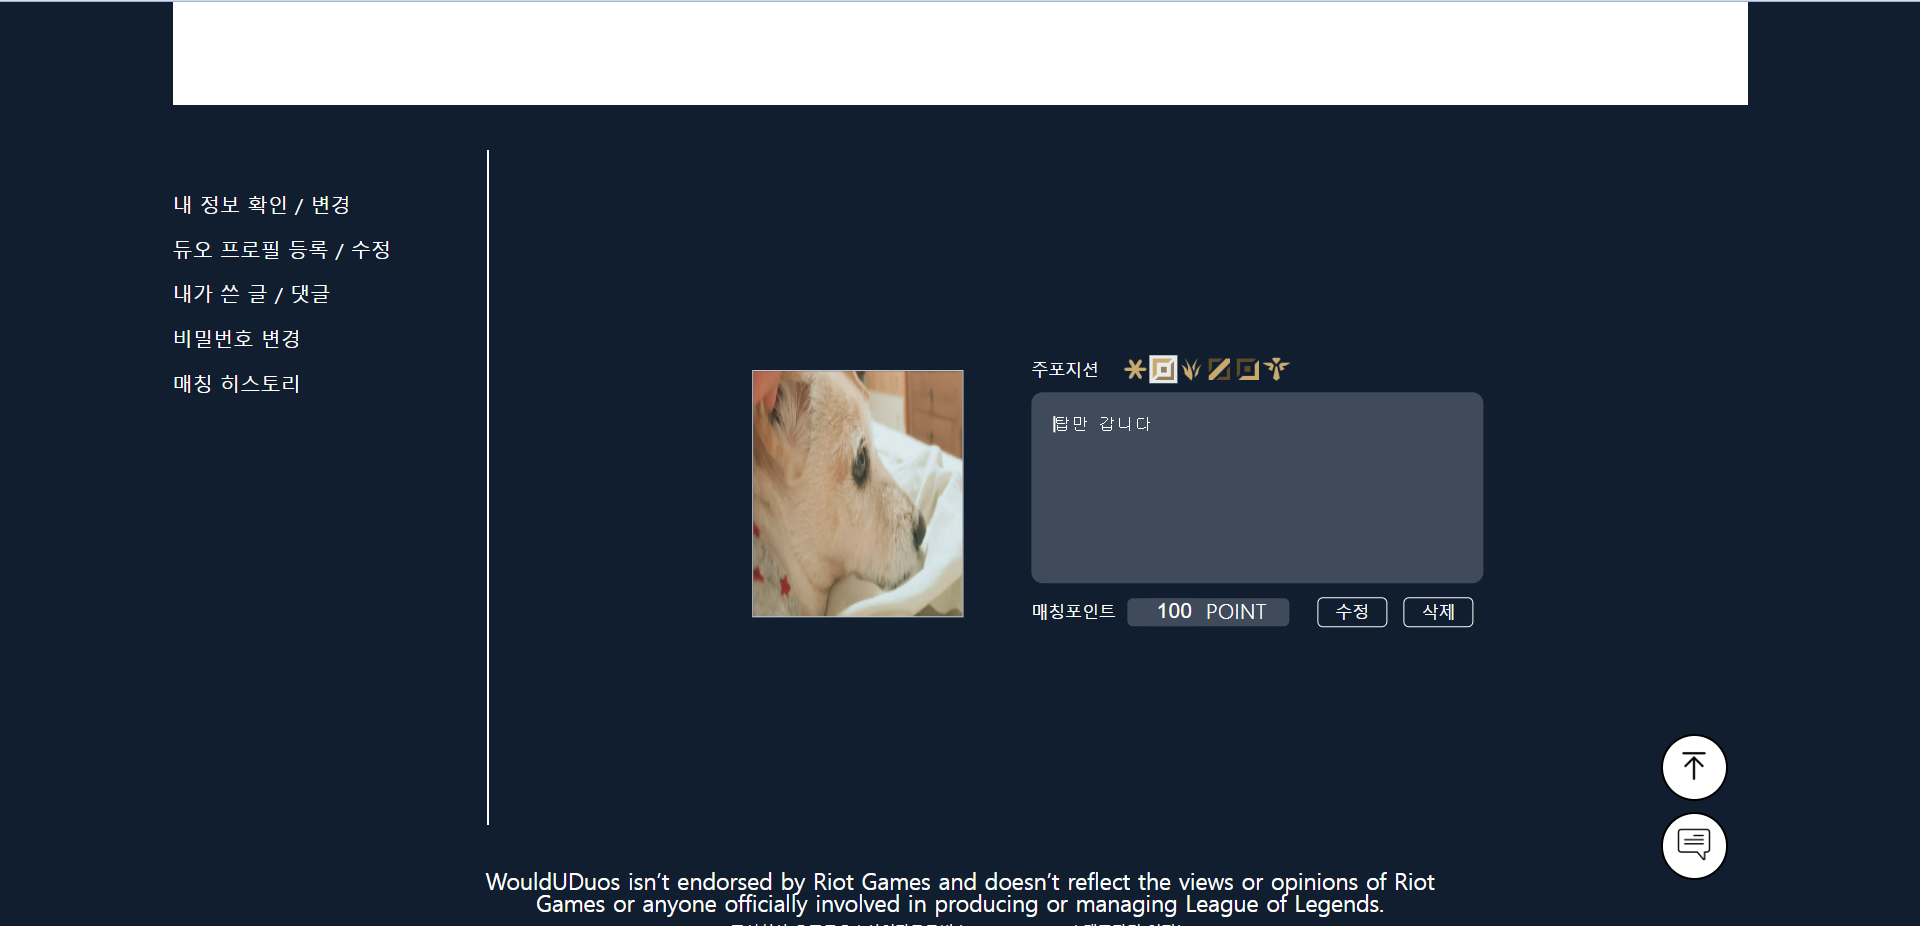 내 정보 확인 / 변경
듀오 프로필 등록 / 수정
내가 쓴 글 / 댓글
비밀번호 변경
매칭 히스토리
주포지션
탑만 갑니다
매칭포인트 100 POINT 수정 삭제
WouldUDuos isn’t endorsed by Riot Games and doesn’t reflect the views or opinions of Riot
Games or anyone officially involved in producing or managing League of Legends.